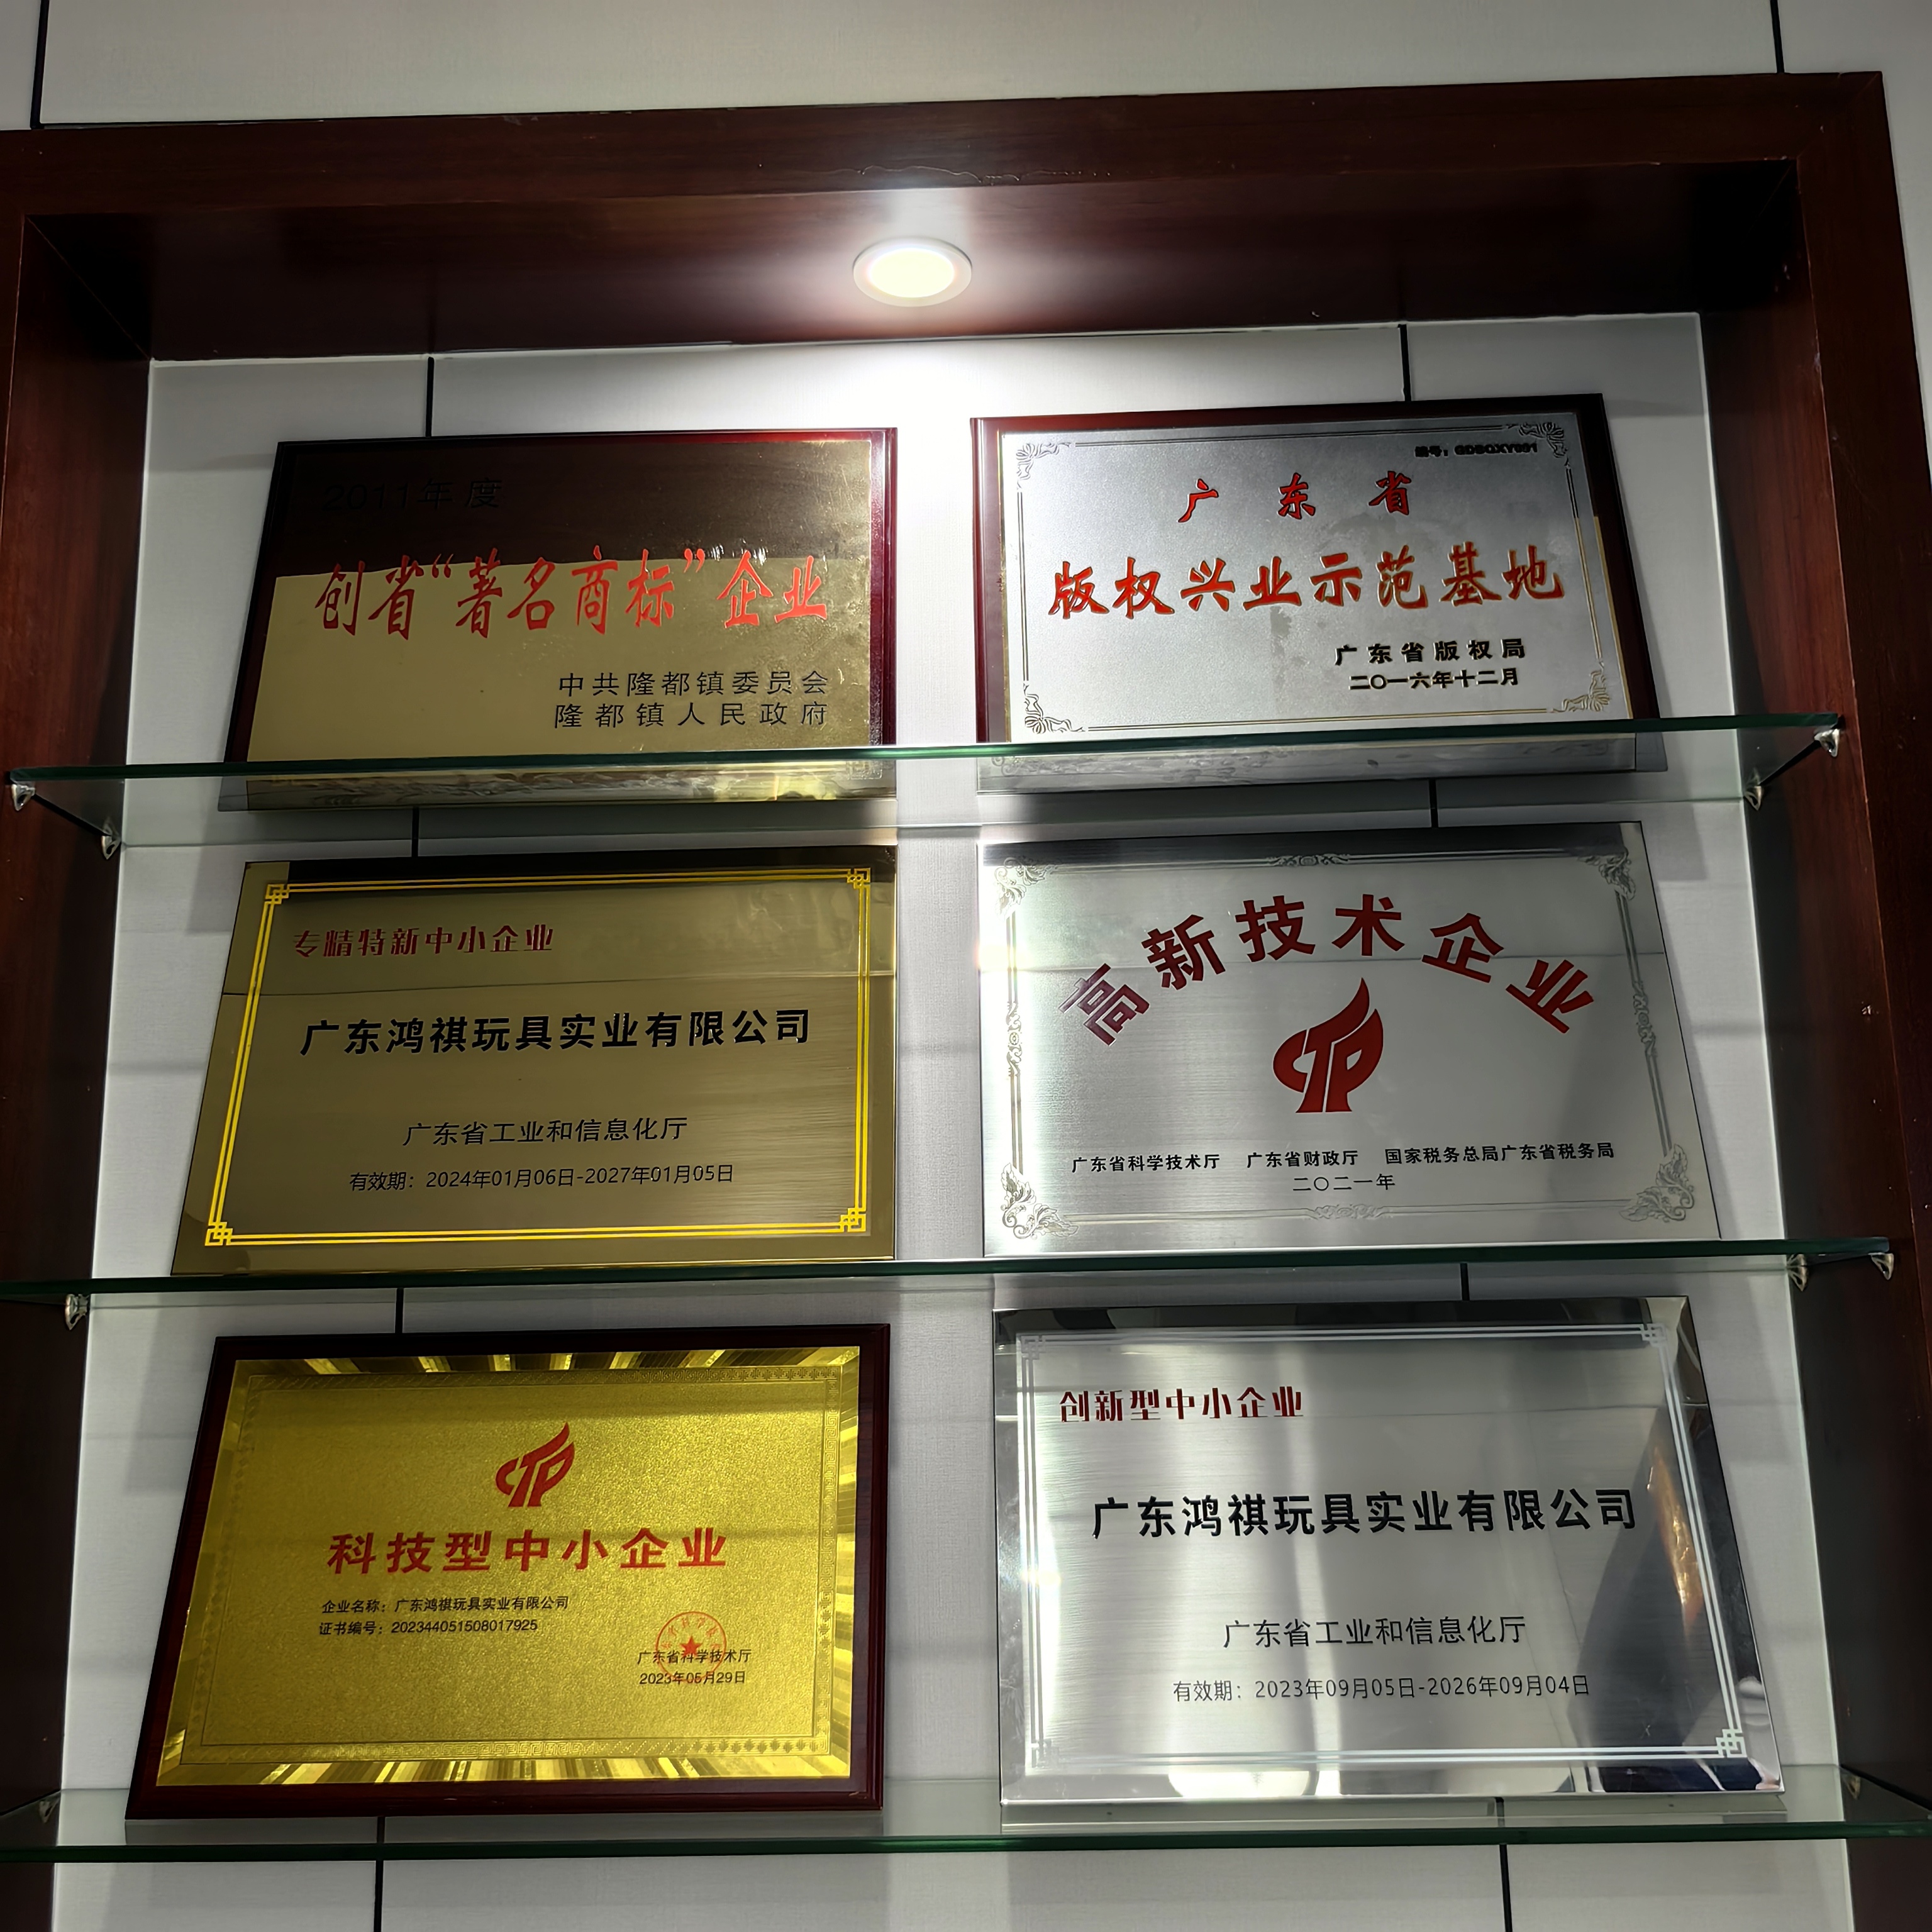 2011年度
创省“著名商标”企业
中共隆都镇委员会
隆都镇人民政府
编号：GDBQXY001
广东省
版权兴业示范基地
广东省版权局
二〇一六年十二月
专精特新中小企业
广东鸿祺玩具实业有限公司
广东省工业和信息化厅
有效期：2024年01月06日-2027年01月05日
高新技术企业
广东省科学技术厅 广东省财政厅 国家税务总局广东省税务局
二〇二一年
科技型中小企业
企业名称：广东鸿祺玩具实业有限公司
证书编号：202344051508017925
广东省科学技术厅
2023年05月29日
创新型中小企业
广东鸿祺玩具实业有限公司
广东省工业和信息化厅
有效期：2023年09月05日-2026年09月04日